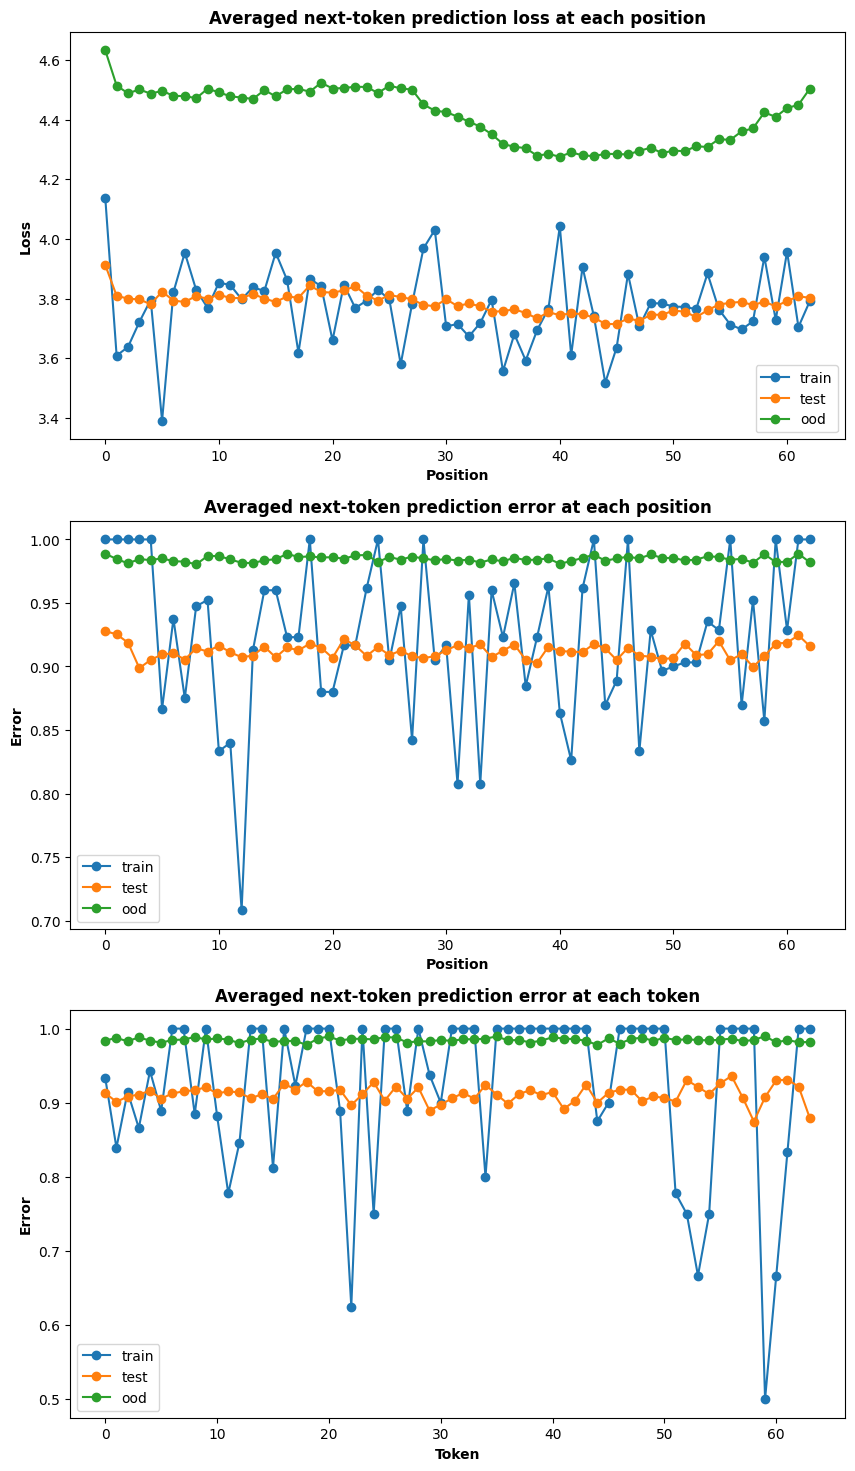 Averaged next-token prediction loss at each position
4.6
4.4
4.2
4.0
3.8
3.6
3.4
Loss
train
test
ood
0 10 20 30 40 50 60
Position
Averaged next-token prediction error at each position
1.00
0.95
0.90
0.85
0.80
0.75
0.70
Error
train
test
ood
0 10 20 30 40 50 60
Position
Averaged next-token prediction error at each token
1.0
0.9
0.8
0.7
0.6
0.5
Error
train
test
ood
0 10 20 30 40 50 60
Token